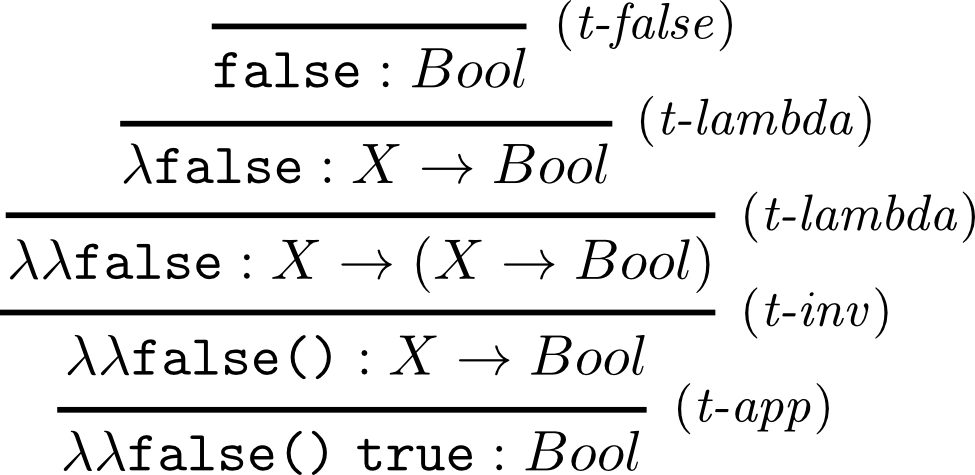 (t-false)
false : Bool
(t-lambda)
λfalse : X → Bool
(t-lambda)
λλfalse : X → (X → Bool)
(t-inv)
λλfalse() : X → Bool
(t-app)
λλfalse() true : Bool